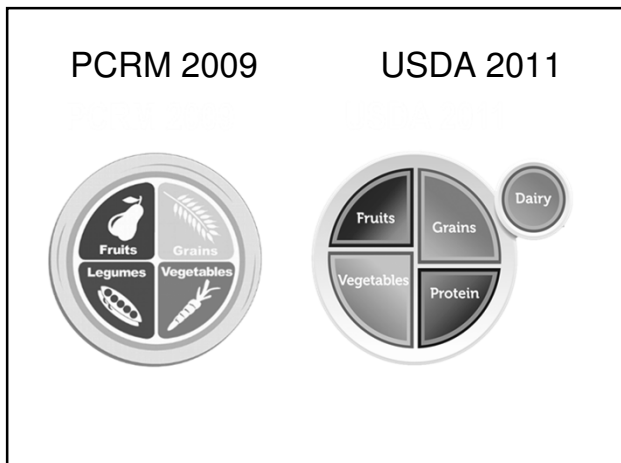 PCRM 2009
USDA 2011
Fruits
Grains
Legumes
Vegetables
Fruits
Grains
Dairy
Vegetables
Protein